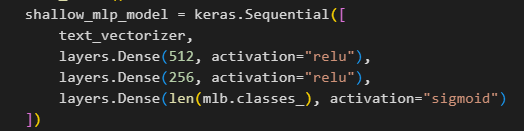 shallow_mlp_model = keras.Sequential([
    text_vectorizer,
    layers.Dense(512, activation="relu"),
    layers.Dense(256, activation="relu"),
    layers.Dense(len(mlb.classes_), activation="sigmoid")
])